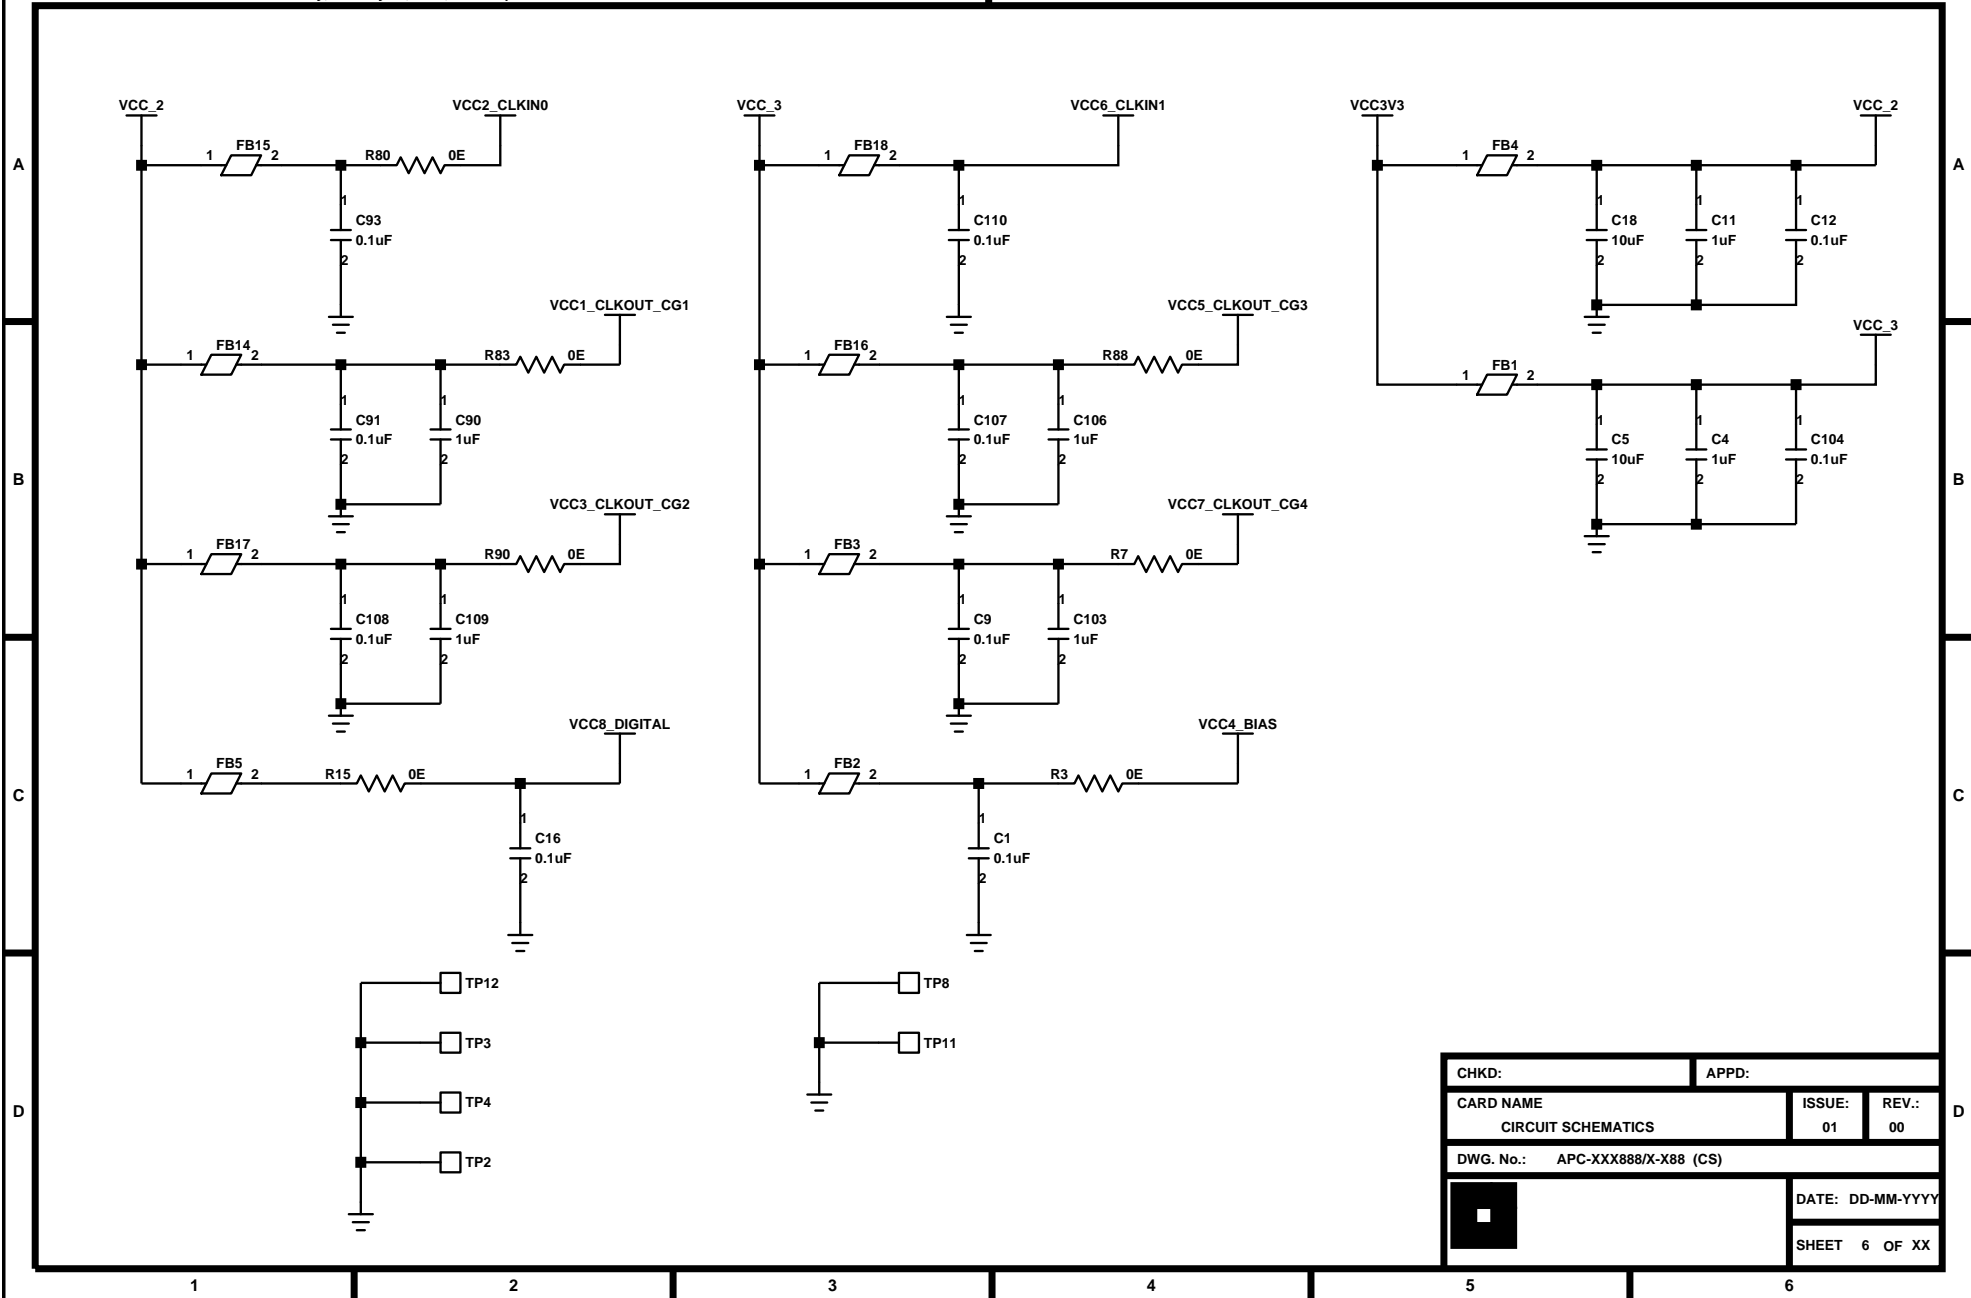 VCC_2
VCC2_CLKIN0
VCC_3
VCC6_CLKIN1
VCC3V3
VCC_2
A
1 FB15 2 R80 0E
1 FB18 2
1 FB4 2
A
1
C93
0.1uF
2
1
C110
0.1uF
2
1
C18
10uF
2
1
C11
1uF
2
1
C12
0.1uF
2
VCC1_CLKOUT_CG1
VCC5_CLKOUT_CG3
VCC_3
1 FB14 2 R83 0E
1 FB16 2 R88 0E
1 FB1 2
1
C91
0.1uF
2
1
C90
1uF
2
1
C107
0.1uF
2
1
C106
1uF
2
1
C5
10uF
2
1
C4
1uF
2
1
C104
0.1uF
2
B
B
VCC3_CLKOUT_CG2
VCC7_CLKOUT_CG4
1 FB17 2 R90 0E
1 FB3 2 R7 0E
1
C108
0.1uF
2
1
C109
1uF
2
1
C9
0.1uF
2
1
C103
1uF
2
VCC8_DIGITAL
VCC4_BIAS
1 FB5 2 R15 0E
1 FB2 2 R3 0E
C
C
1
C16
0.1uF
2
1
C1
0.1uF
2
TP12
TP3
TP4
TP2
TP8
TP11
D
D
CHKD:
APPD:
CARD NAME
CIRCUIT SCHEMATICS
ISSUE:
01
REV.:
00
DWG. No.: APC-XXX888/X-X88 (CS)
DATE: DD-MM-YYYY
SHEET 6 OF XX
1 2 3 4 5 6